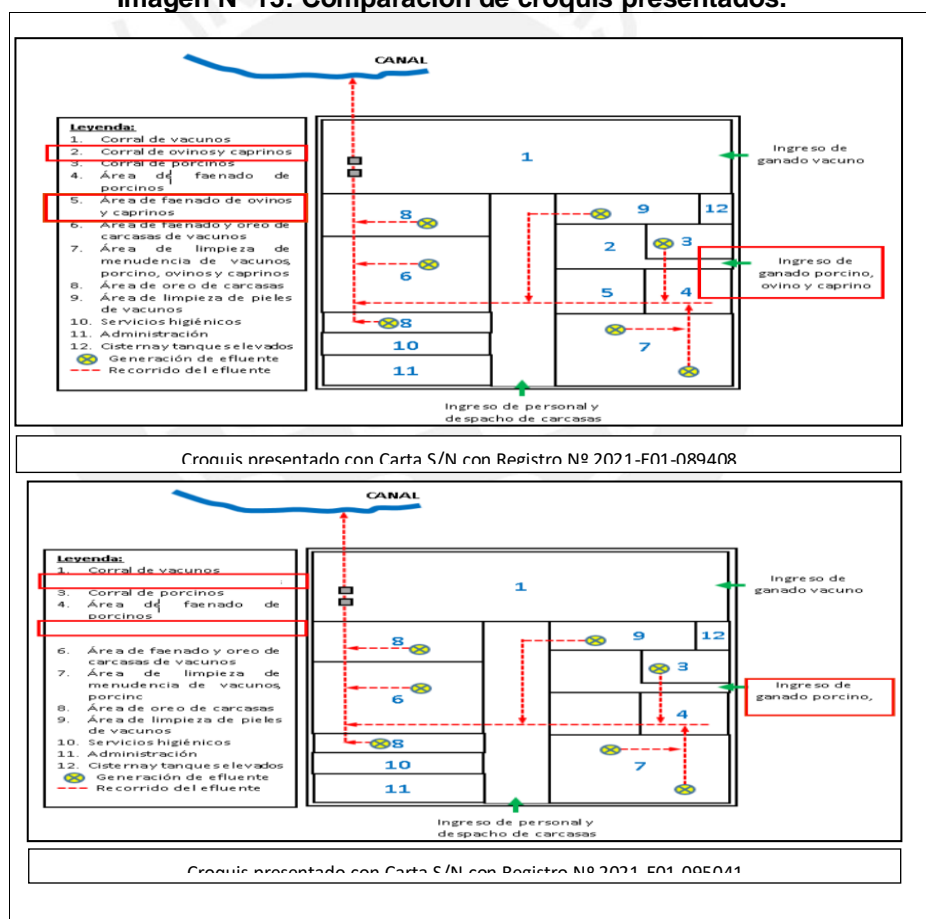 Imagen N° 13: Comparación de croquis presentados.
CANAL
Leyenda:
1. Corral de vacunos
2. Corral de ovinos y caprinos
3. Corral de porcinos
4. Área de faenado de
porcinos
5. Área de faenado de ovinos
y caprinos
6. Área de faenado y oreo de
carcasas de vacunos
7. Área de limpieza de
menudencia de vacunos,
porcino, ovinos y caprinos
8. Área de oreo de carcasas
9. Área de limpieza de pieles
de vacunos
10. Servicios higiénicos
11. Administración
12. Cisterna y tanques elevados
Generación de efluente
Recorrido del efluente
1
Ingreso de
ganado vacuno
8
9
12
2
3
6
5
4
Ingreso de
ganado porcino,
ovino y caprino
8
7
10
11
Ingreso de personal y
despacho de carcasas
Croquis presentado con Carta S/N con Registro Nº 2021-E01-089408
CANAL
Leyenda:
1. Corral de vacunos
3. Corral de porcinos
4. Área de faenado de
porcinos
6. Área de faenado y oreo de
carcasas de vacunos
7. Área de limpieza de
menudencia de vacunos,
porcinc
8. Área de oreo de carcasas
9. Área de limpieza de pieles
de vacunos
10. Servicios higiénicos
11. Administración
12. Cisterna y tanques elevados
Generación de efluente
Recorrido del efluente
1
Ingreso de
ganado vacuno
8
9
12
3
6
4
Ingreso de
ganado porcino,
8
7
10
11
Ingreso de personal y
despacho de carcasas
Croquis presentado con Carta S/N con Registro Nº 2021-E01-095041